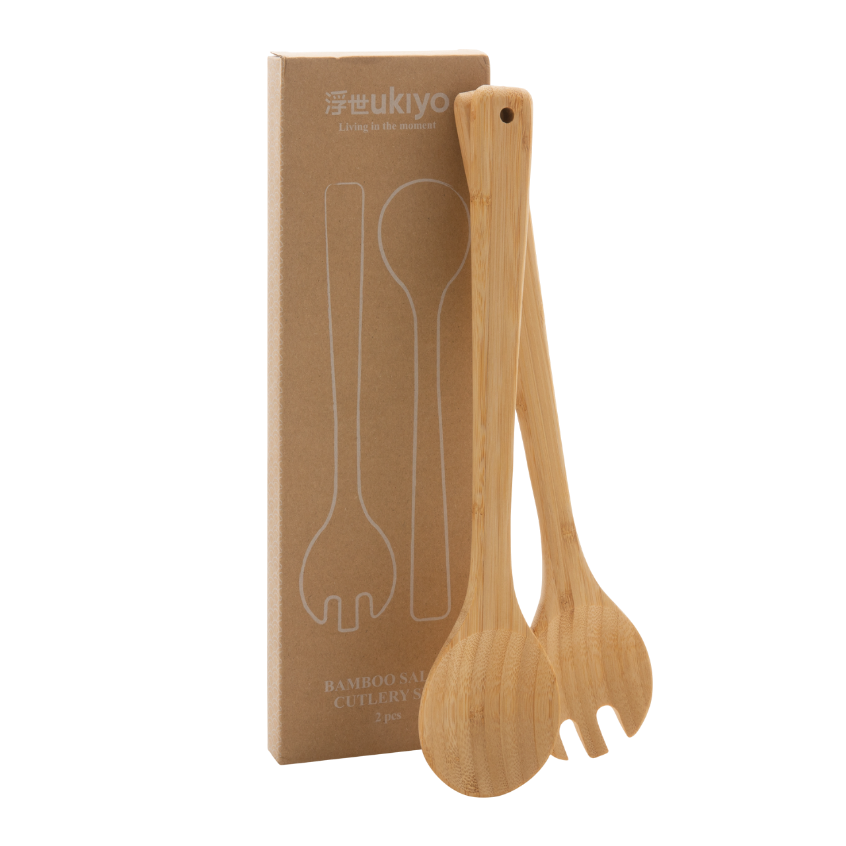 浮世ukiyo
Living in the moment
BAMBOO SAL
CUTLERY S
2 pcs